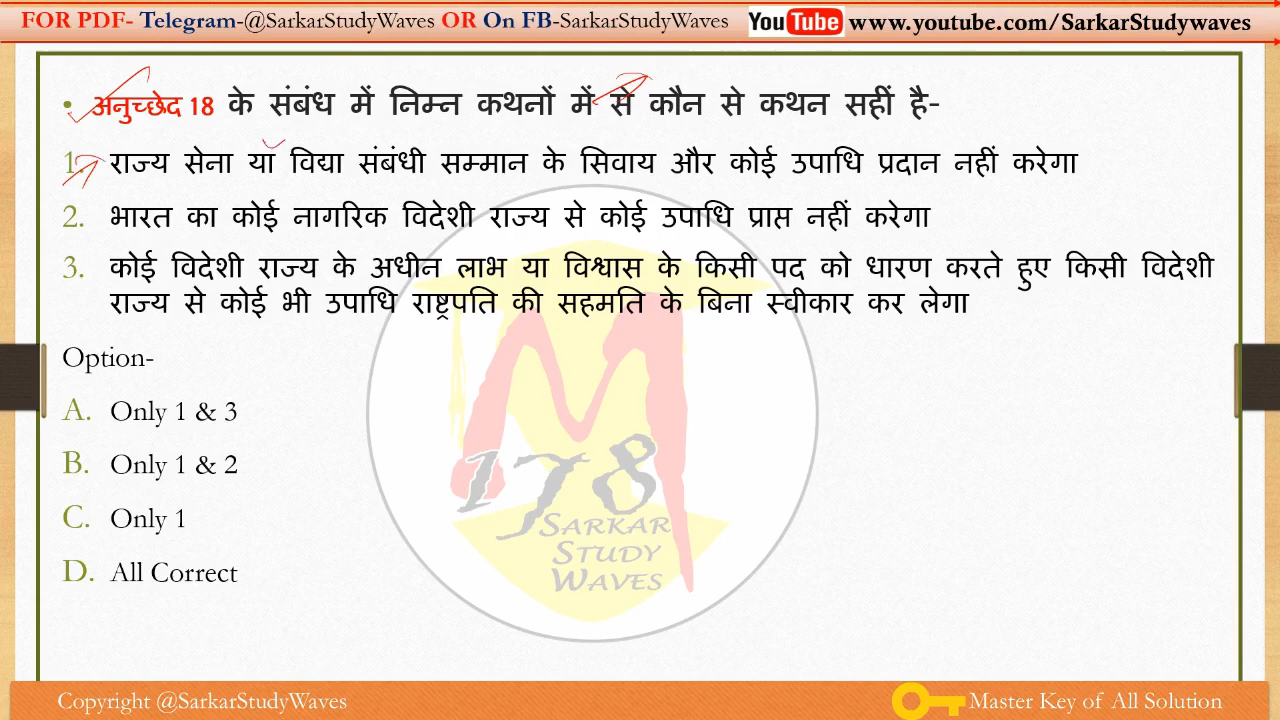 FOR PDF- Telegram-@SarkarStudyWaves OR On FB-SarkarStudyWaves YouTube www.youtube.com/SarkarStudywaves
• अनुच्छेद 18 के संबंध में निम्न कथनों में से कौन से कथन सहीं है-
1. राज्य सेना या विद्या संबंधी सम्मान के सिवाय और कोई उपाधि प्रदान नहीं करेगा
2. भारत का कोई नागरिक विदेशी राज्य से कोई उपाधि प्राप्त नहीं करेगा
3. कोई विदेशी राज्य के अधीन लाभ या विश्वास के किसी पद को धारण करते हुए किसी विदेशी
राज्य से कोई भी उपाधि राष्ट्रपति की सहमति के बिना स्वीकार कर लेगा
Option-
A. Only 1 & 3
B. Only 1 & 2
C. Only 1
D. All Correct
178
SARKAR
STUDY
WAVES
Copyright @SarkarStudyWaves Master Key of All Solution